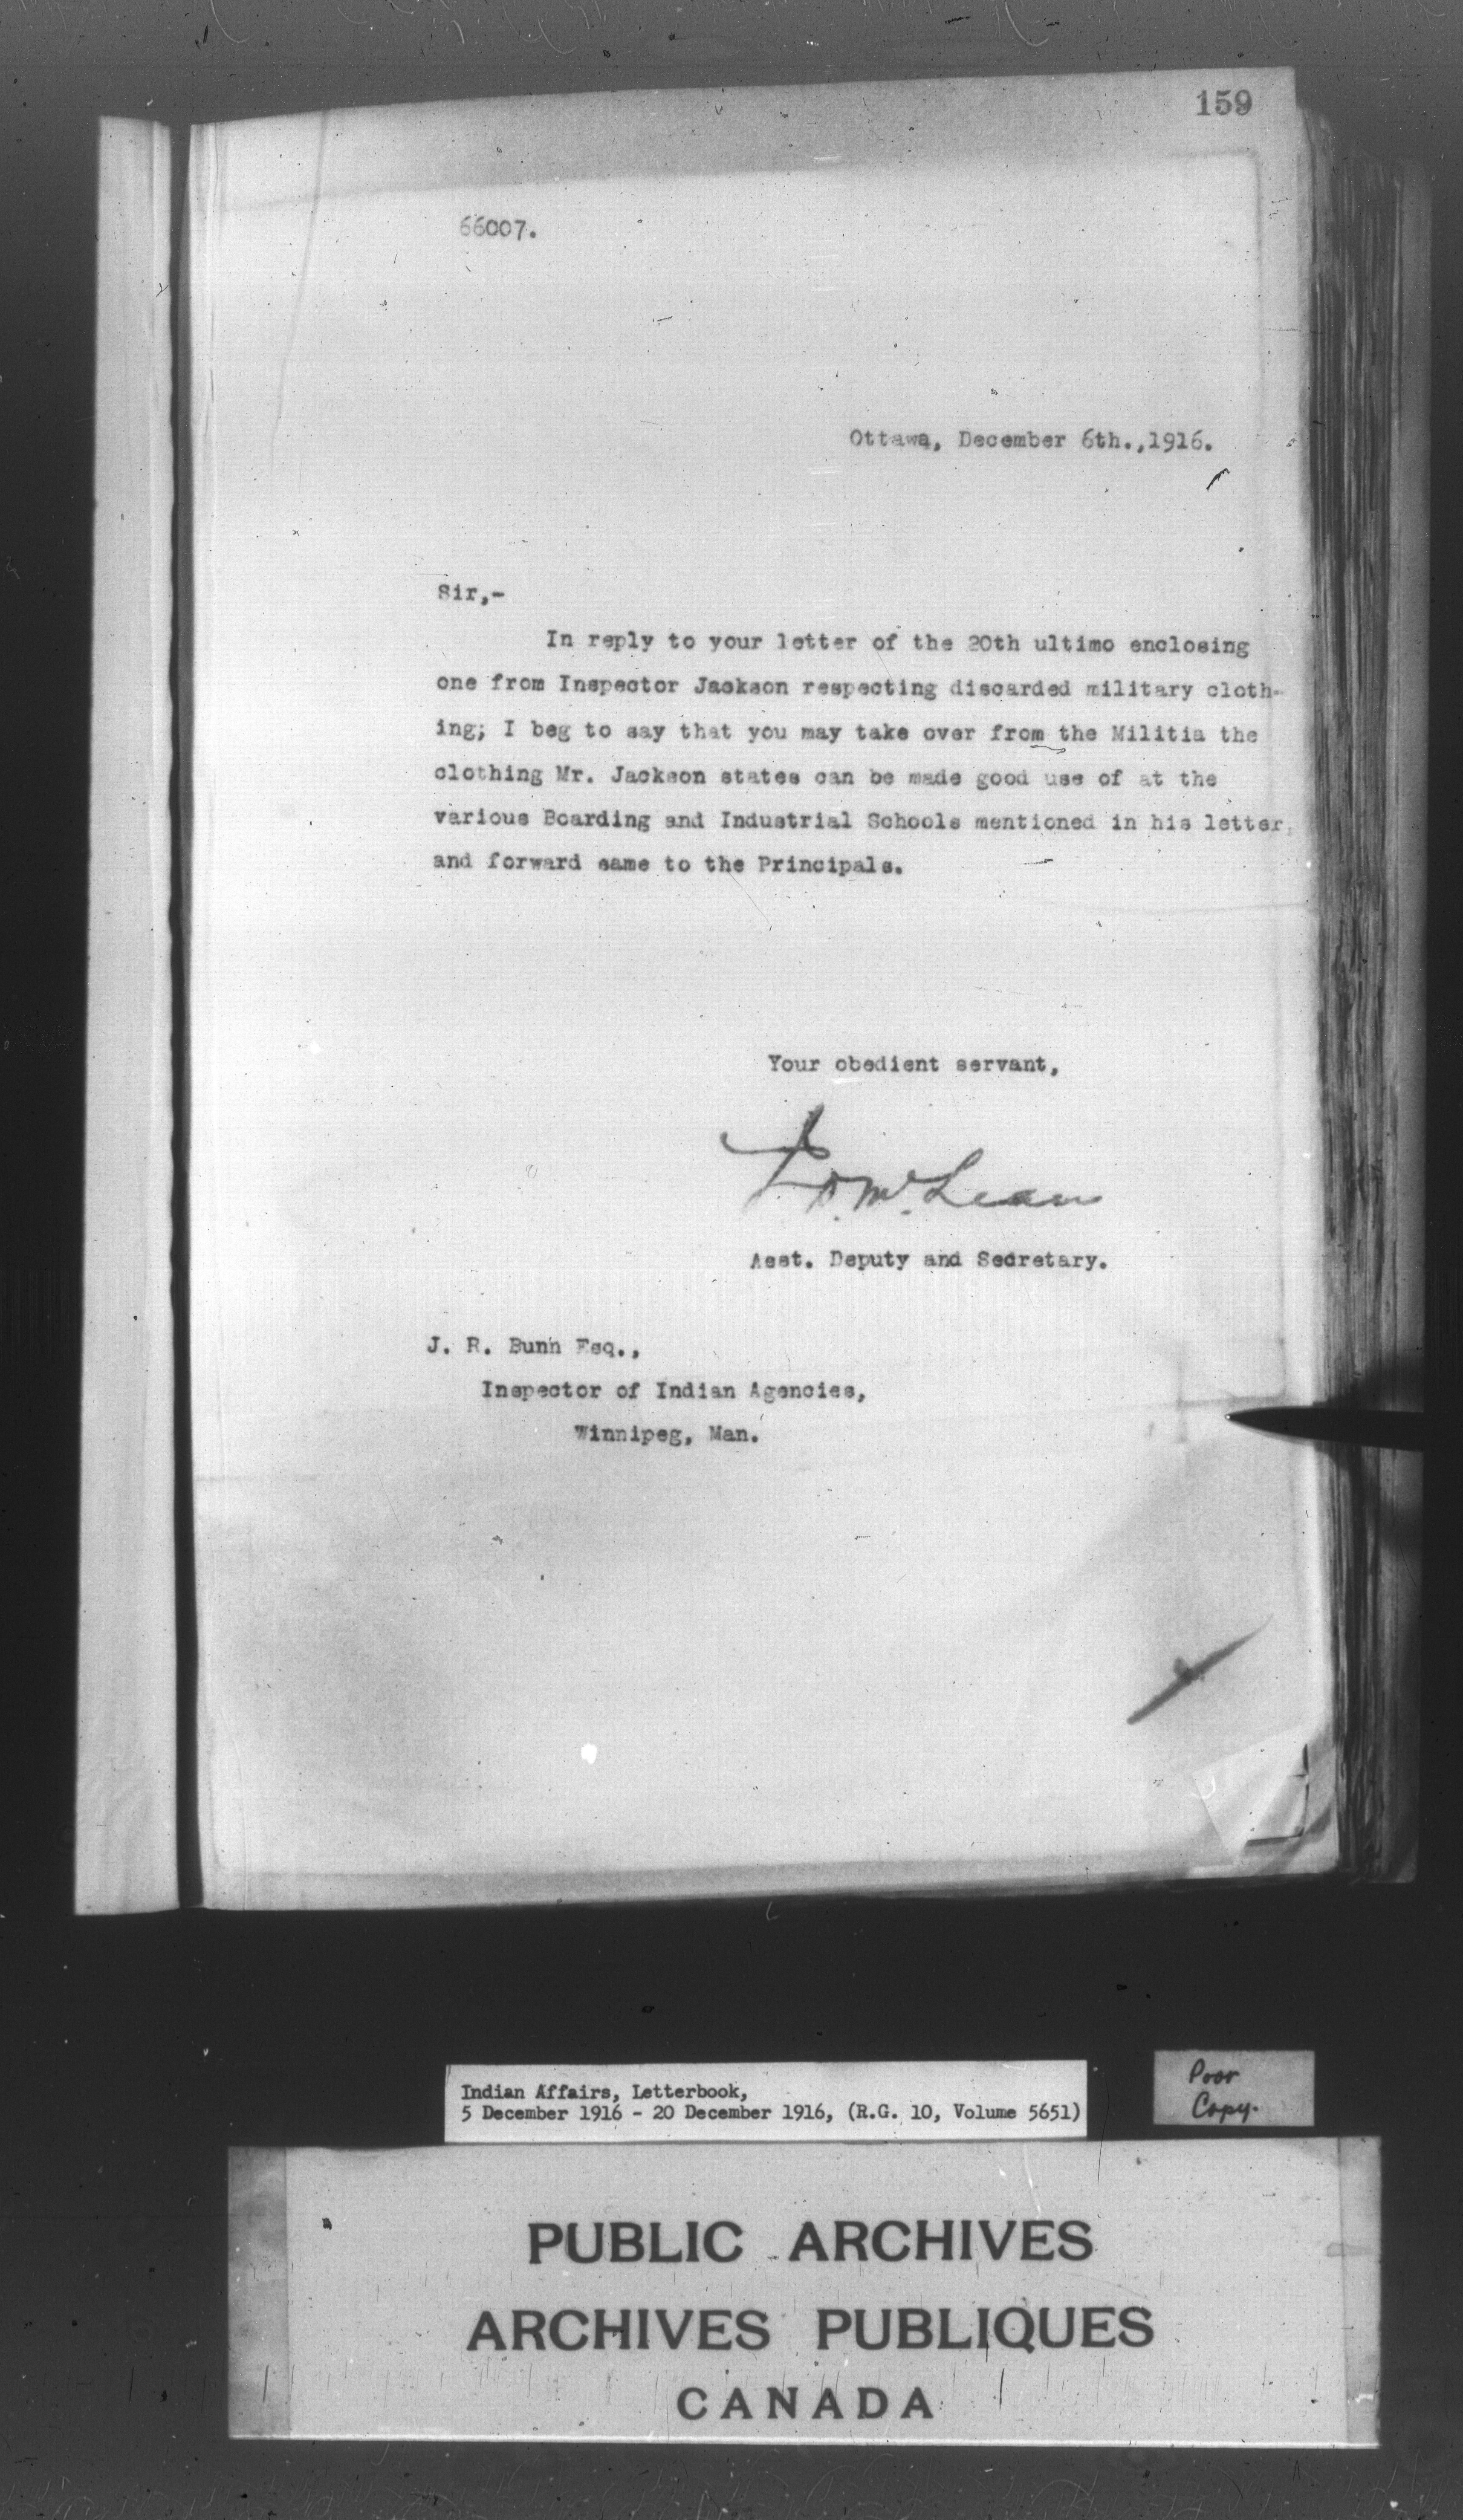 159
66007.
Ottawa, December 6th.,1916.
Sir,-
In reply to your letter of the 20th ultimo enclosing
one from Inspector Jackson respecting discarded military cloth-
ing; I beg to say that you may take over from the Militia the
clothing Mr. Jackson states can be made good use of at the
various Boarding and Industrial Schools mentioned in his letter,
and forward same to the Principals.
Your obedient servant,
J. D. McLean
Asst. Deputy and Secretary.
J. R. Bunn Esq.,
Inspector of Indian Agencies,
Winnipeg, Man.
Indian Affairs, Letterbook,
5 December 1916 - 20 December 1916, (R.G. 10, Volume 5651)
Poor
Copy.
PUBLIC ARCHIVES
ARCHIVES PUBLIQUES
CANADA